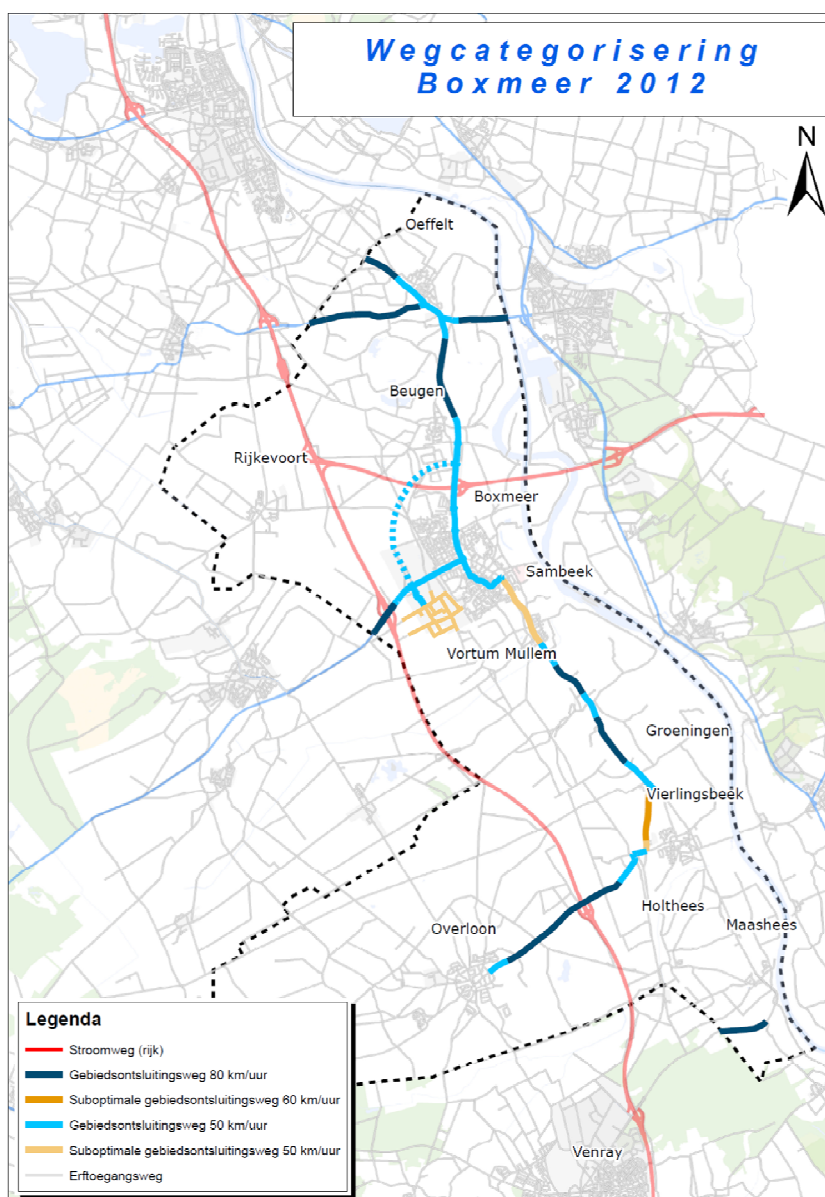 Wegcategorisering
Boxmeer 2012
N
Oeffelt
Beugen
Rijkevoort
Boxmeer
Sambeek
Vortum Mullem
Groeningen
Vierlingsbeek
Holthees
Maashees
Overloon
Venray
Legenda
Stroomweg (rijk)
Gebiedsontsluitingsweg 80 km/uur
Suboptimale gebiedsontsluitingsweg 60 km/uur
Gebiedsontsluitingsweg 50 km/uur
Suboptimale gebiedsontsluitingsweg 50 km/uur
Erftoegangsweg